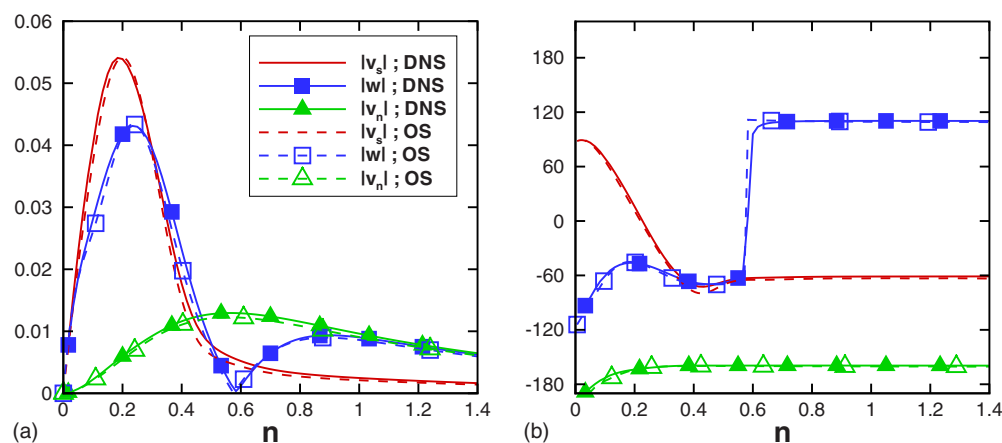 0.06
0.05
0.04
0.03
0.02
0.01
0
0 0.2 0.4 0.6 0.8 1 1.2 1.4
n
(a)
|v_s| ; DNS
|w| ; DNS
|v_n| ; DNS
|v_s| ; OS
|w| ; OS
|v_n| ; OS
180
120
60
0
-60
-120
-180
0 0.2 0.4 0.6 0.8 1 1.2 1.4
n
(b)